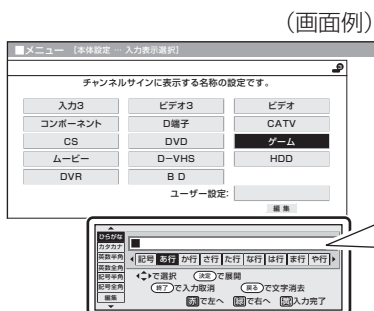 (画面例)
■メニュー [本体設定 … 入力表示選択]
チャンネルサインに表示する名称の設定です。
入力3 ビデオ3 ビデオ
コンポーネント D端子 CATV
CS DVD ゲーム
ムービー D-VHS HDD
DVR BD
ユーザー設定:
編集
ひらがな
カタカナ
英数半角
英数全角
記号半角
記号全角
編集
記号 あ行 か行 さ行 た行 な行 は行 ま行 や行
で選択 決定で展開
終了で入力取消 戻るで文字消去
青で左へ 緑で右へ 入力完了